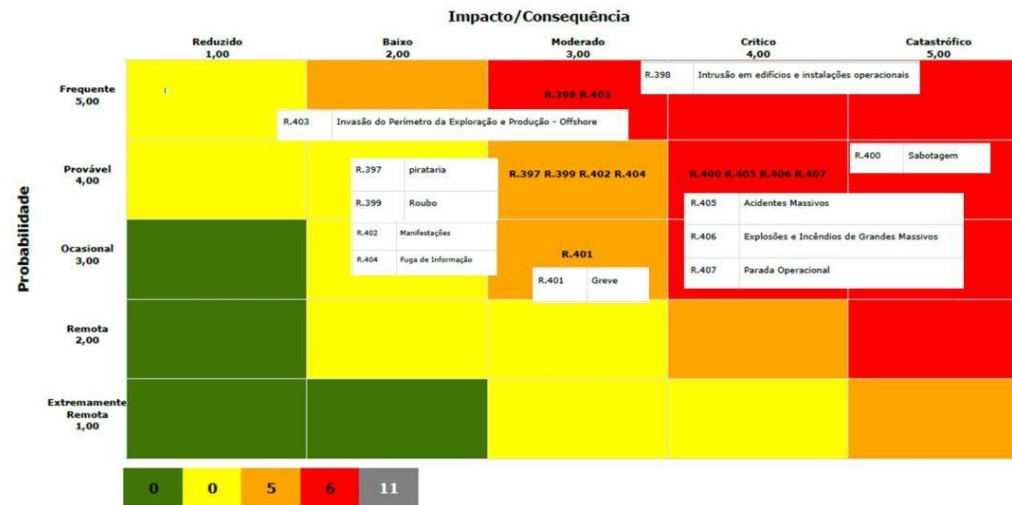 Impacto/Consequência
Reduzido
1,00
Baixo
2,00
Moderado
3,00
Crítico
4,00
Catastrófico
5,00
Probabilidade
Frequente
5,00
R.398 R.403
R.398 Intrusão em edifícios e instalações operacionais
R.403 Invasão do Perímetro da Exploração e Produção - Offshore
Provável
4,00
R.397 pirataria
R.399 Roubo
R.397 R.399 R.402 R.404
R.400 R.405 R.406 R.407
R.400 Sabotagem
R.405 Acidentes Massivos
Ocasional
3,00
R.402 Manifestações
R.404 Fuga de Informação
R.401
R.401 Greve
R.406 Explosões e Incêndios de Grandes Massivos
R.407 Parada Operacional
Remota
2,00
Extremamente
Remota
1,00
0 0 5 6 11